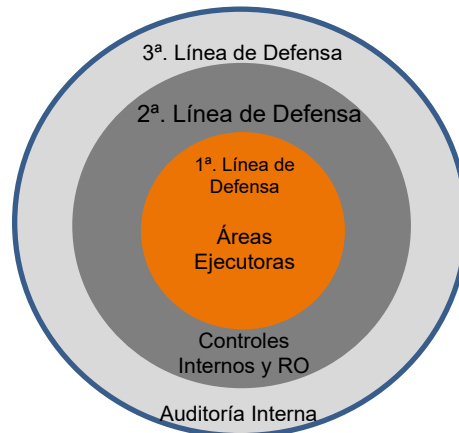 3ª. Línea de Defensa
2ª. Línea de Defensa
1ª. Línea de
Defensa
Áreas
Ejecutoras
Controles
Internos y RO
Auditoría Interna